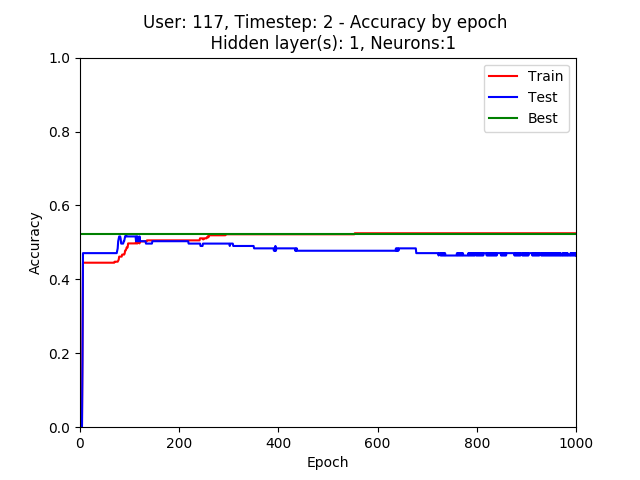 User: 117, Timestep: 2 - Accuracy by epoch
Hidden layer(s): 1, Neurons:1
1.0
0.8
0.6
0.4
0.2
0.0
Accuracy
Train
Test
Best
0 200 400 600 800 1000
Epoch